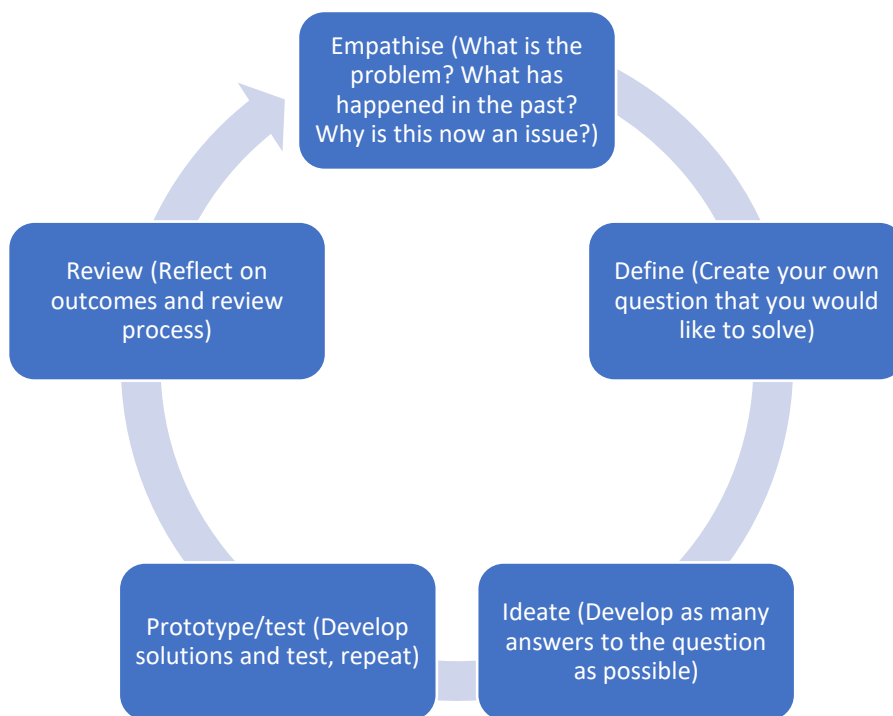 Empathise (What is the
problem? What has
happened in the past?
Why is this now an issue?)
Define (Create your own
question that you would
like to solve)
Ideate (Develop as many
answers to the question
as possible)
Prototype/test (Develop
solutions and test, repeat)
Review (Reflect on
outcomes and review
process)